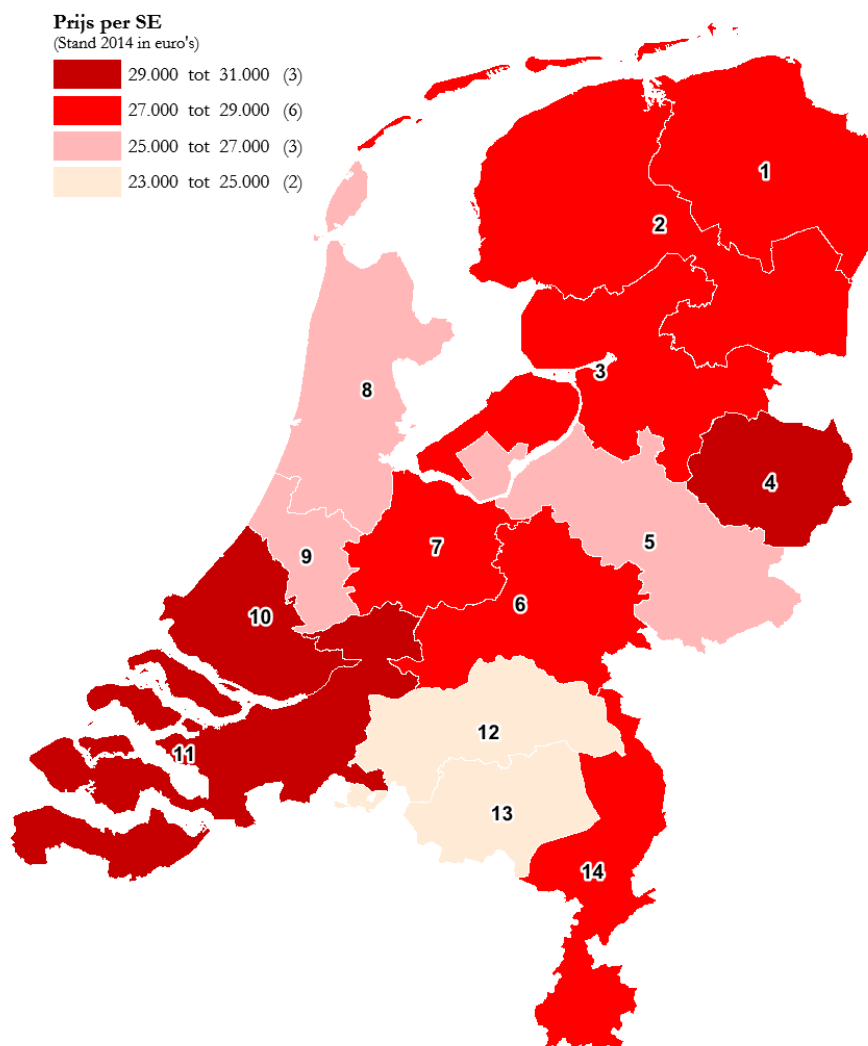 Prijs per SE
(Stand 2014 in euro's)
29.000 tot 31.000 (3)
27.000 tot 29.000 (6)
25.000 tot 27.000 (3)
23.000 tot 25.000 (2)
1
2
3
8
4
5
7
9
6
10
12
11
13
14